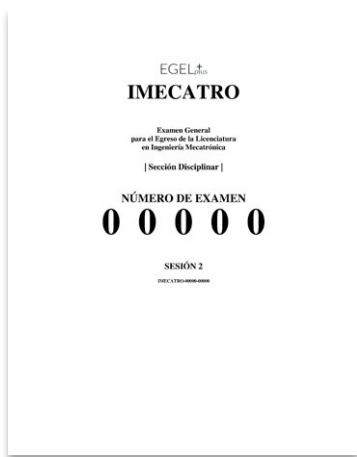 EGEL+plus
IMECATRO
Examen General
para el Egreso de la Licenciatura
en Ingeniería Mecatrónica
| Sección Disciplinar |
NÚMERO DE EXAMEN
0 0 0 0 0
SESIÓN 2
IMECATRO-0000-00000